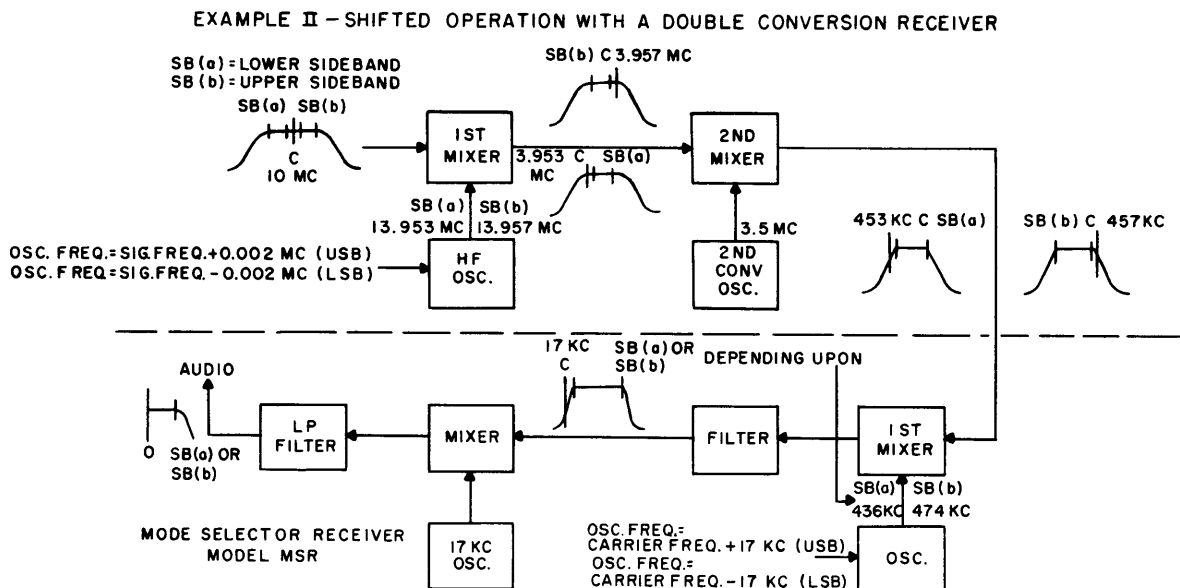 EXAMPLE II - SHIFTED OPERATION WITH A DOUBLE CONVERSION RECEIVER
SB(a)=LOWER SIDEBAND
SB(b)=UPPER SIDEBAND
SB(a) SB(b)
C
10 MC
1ST
MIXER
SB(b) C 3.957 MC
3.953 C SB(a)
MC
2ND
MIXER
SB(a) SB(b)
13.953 MC 13.957 MC
OSC. FREQ.=SIG.FREQ.+0.002 MC (USB)
OSC. FREQ.=SIG.FREQ.-0.002 MC (LSB)
HF
OSC.
3.5 MC
2ND
CONV
OSC.
453 KC C SB(a)
SB(b) C 457KC
AUDIO
O
SB(a) OR
SB(b)
LP
FILTER
MIXER
17 KC
C
SB(a) OR
SB(b)
DEPENDING UPON
FILTER
1ST
MIXER
SB(a) SB(b)
436KC 474 KC
MODE SELECTOR RECEIVER
MODEL MSR
17 KC
OSC.
OSC. FREQ.=
CARRIER FREQ.+17 KC (USB)
OSC. FREQ.=
CARRIER FREQ.-17 KC (LSB)
OSC.